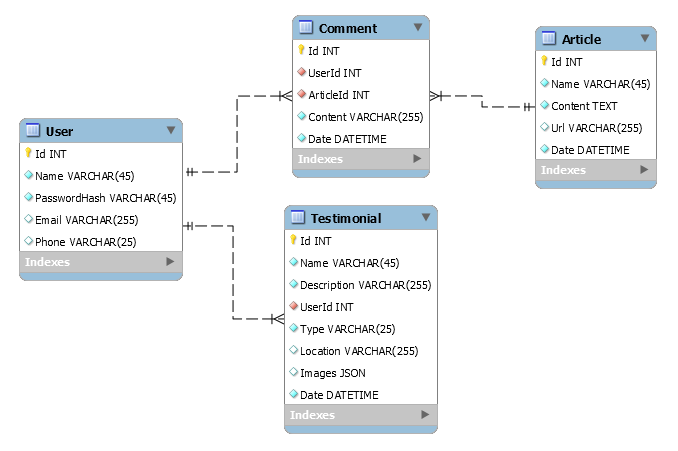 Comment
Id INT
UserId INT
ArticleId INT
Content VARCHAR(255)
Date DATETIME
Indexes
Article
Id INT
Name VARCHAR(45)
Content TEXT
Url VARCHAR(255)
Date DATETIME
Indexes
User
Id INT
Name VARCHAR(45)
PasswordHash VARCHAR(45)
Email VARCHAR(255)
Phone VARCHAR(25)
Indexes
Testimonial
Id INT
Name VARCHAR(45)
Description VARCHAR(255)
UserId INT
Type VARCHAR(25)
Location VARCHAR(255)
Images JSON
Date DATETIME
Indexes